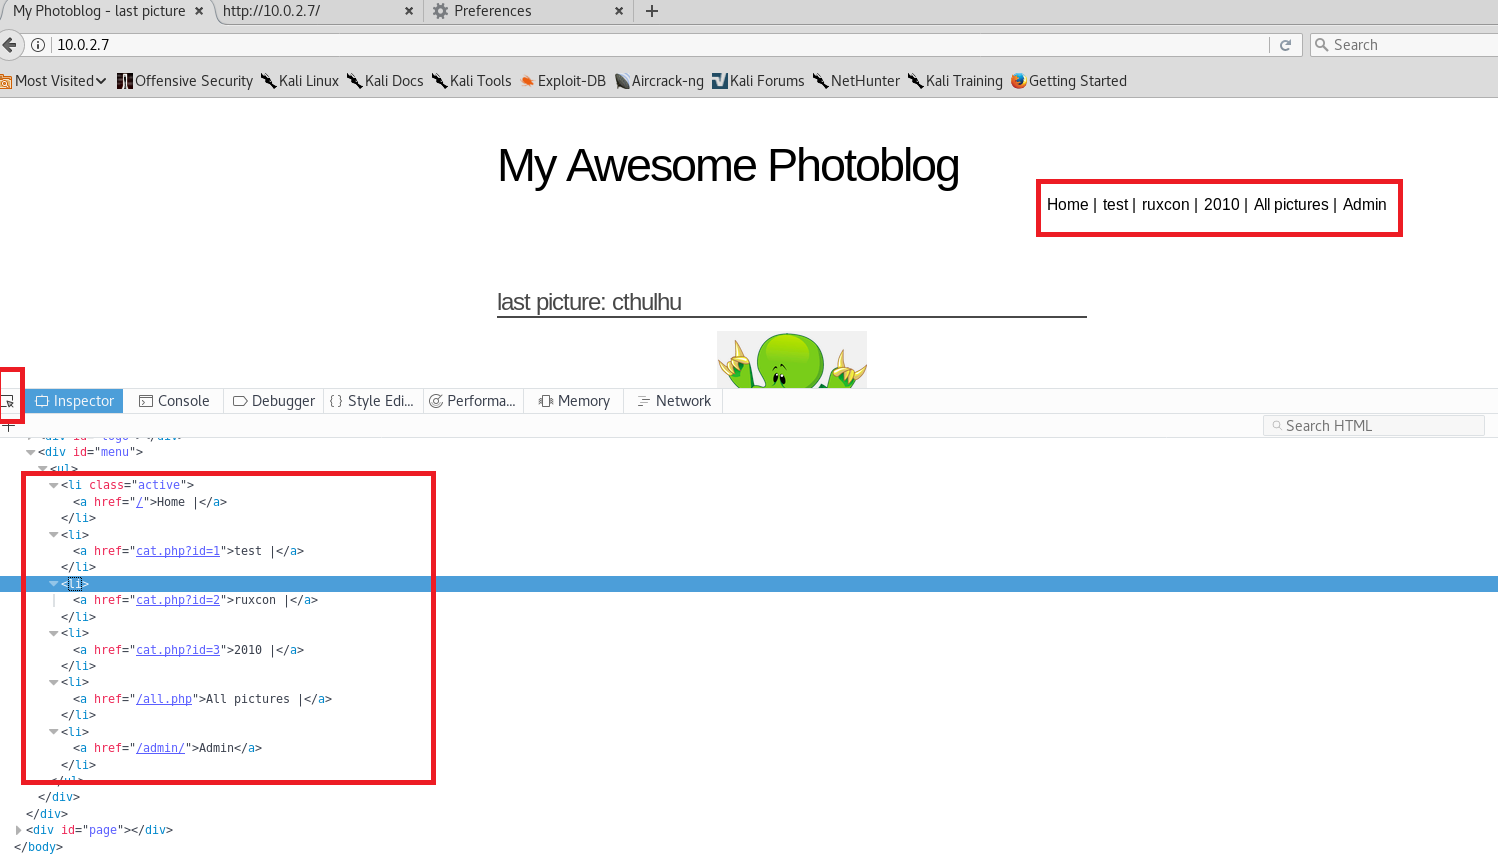 My Photoblog - last picture × http://10.0.2.7/ × Preferences × +
10.0.2.7 Search
Most Visited Offensive Security Kali Linux Kali Docs Kali Tools Exploit-DB Aircrack-ng Kali Forums NetHunter Kali Training Getting Started
My Awesome Photoblog
Home | test | ruxcon | 2010 | All pictures | Admin
last picture: cthulhu
Inspector Console Debugger { } Style Edi... Performa... Memory Network
+ Search HTML
<div id="logo"></div>
<div id="menu">
<ul>
<li class="active">
<a href="/">Home |</a>
</li>
<li>
<a href="cat.php?id=1">test |</a>
</li>
<li>
<a href="cat.php?id=2">ruxcon |</a>
</li>
<li>
<a href="cat.php?id=3">2010 |</a>
</li>
<li>
<a href="/all.php">All pictures |</a>
</li>
<li>
<a href="/admin/">Admin</a>
</li>
</ul>
</div>
</div>
<div id="page"></div>
</body>